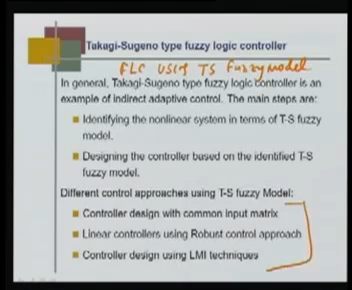 Takagi-Sugeno type fuzzy logic controller
FLC USING TS Fuzzy Model
In general, Takagi-Sugeno type fuzzy logic controller is an
example of indirect adaptive control. The main steps are:
Identifying the nonlinear system in terms of T-S fuzzy
model.
Designing the controller based on the identified T-S
fuzzy model.
Different control approaches using T-S Fuzzy Model:
Controller design with common input matrix
Linear controllers using Robust control approach
Controller design using LMI techniques